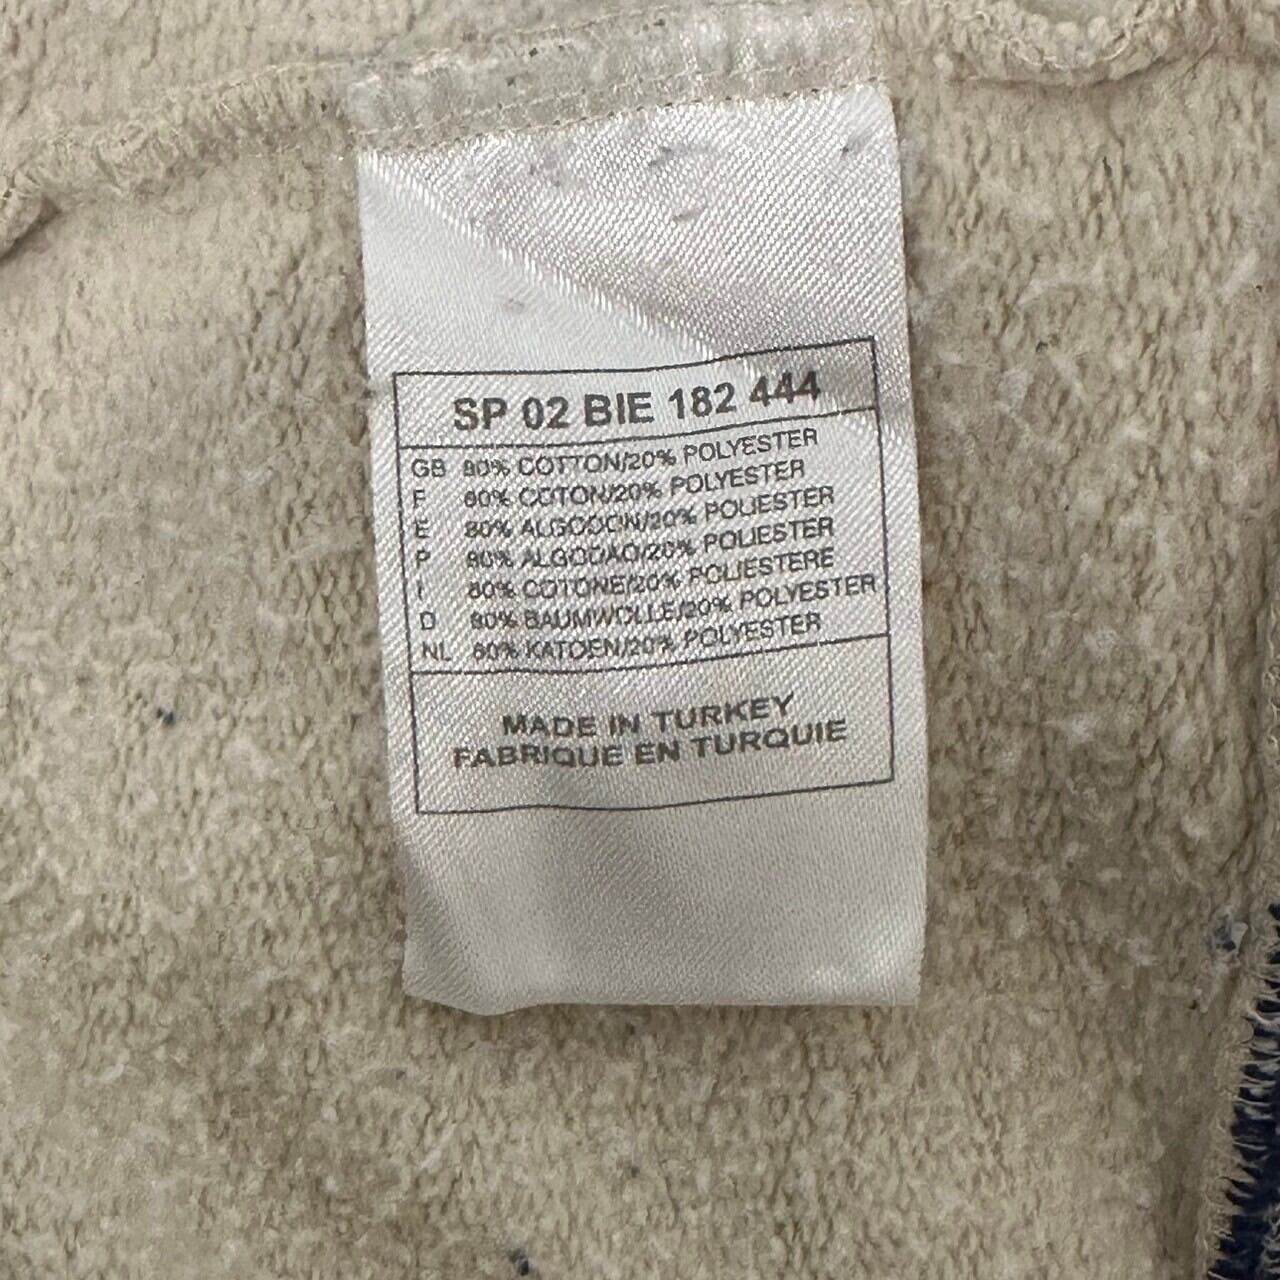 SP 02 BIE 182 444
GB 80% COTTON/20% POLYESTER
F 80% COTON/20% POLYESTER
E 80% ALGODON/20% POLIESTER
P 80% ALGODAO/20% POLIESTER
I 80% COTONE/20% POLIESTERE
D 80% BAUMWOLLE/20% POLYESTER
NL 80% KATOEN/20% POLYESTER
MADE IN TURKEY
FABRIQUE EN TURQUIE